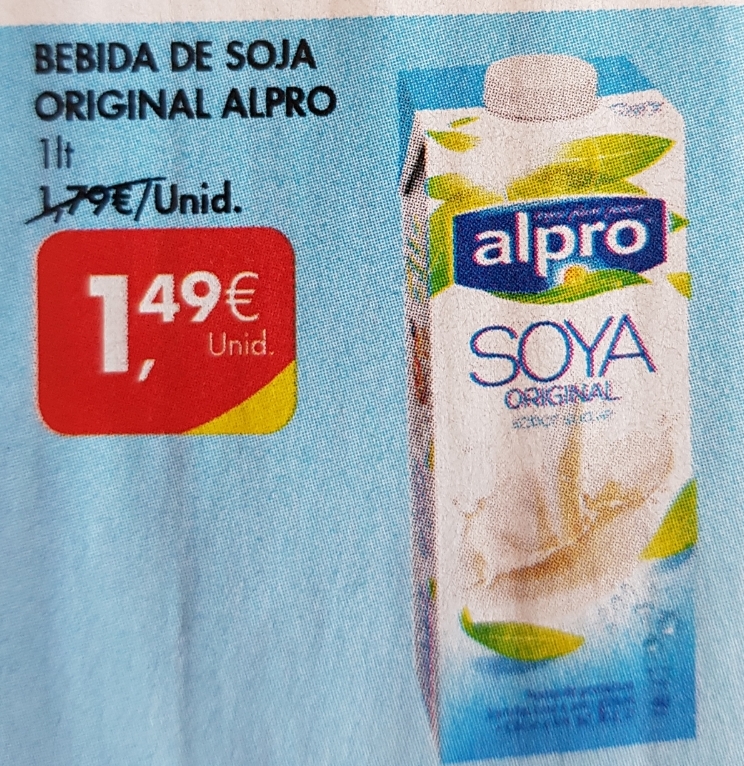 BEBIDA DE SOJA
ORIGINAL ALPRO
1lt
1,79€/Unid.
1,49€
Unid.
alpro
SOYA
ORIGINAL